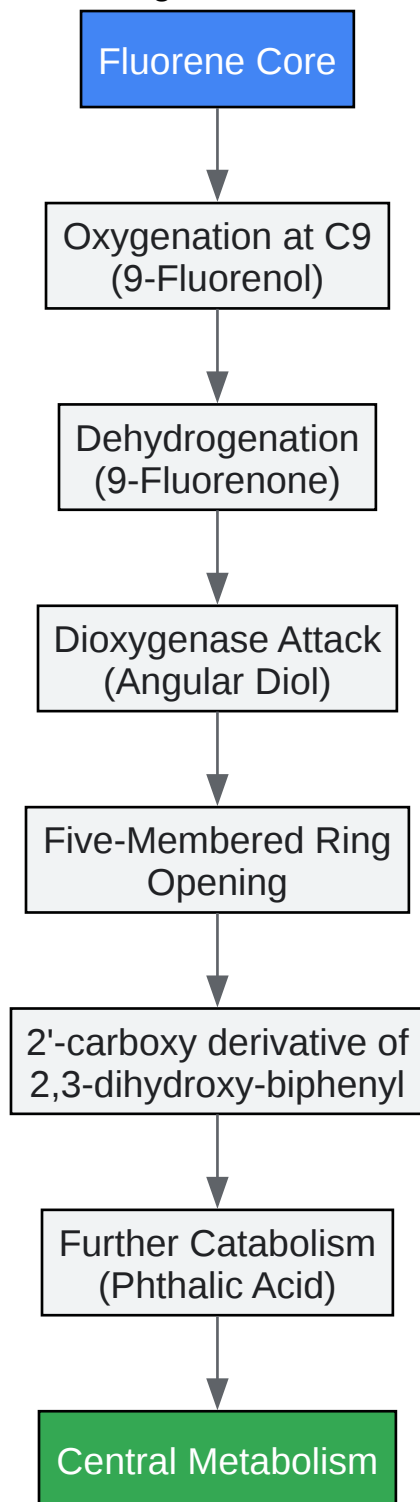 Fluorene Core
Oxygenation at C9
(9-Fluorenol)
Dehydrogenation
(9-Fluorenone)
Dioxygenase Attack
(Angular Diol)
Five-Membered Ring
Opening
2'-carboxy derivative of
2,3-dihydroxy-biphenyl
Further Catabolism
(Phthalic Acid)
Central Metabolism